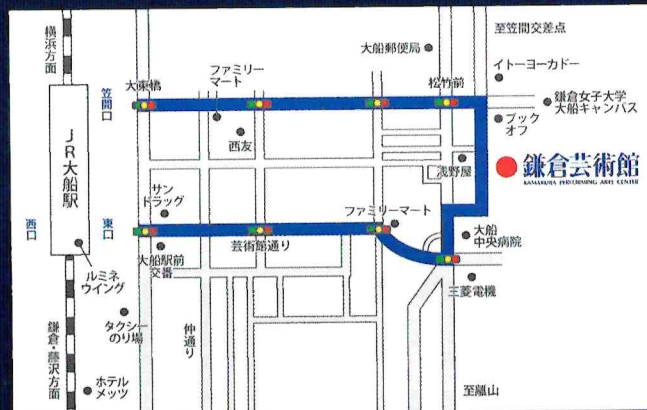 横浜方面
笠間口
JR大船駅
西口
東口
ルミネ
ウイング
鎌倉・藤沢方面
タクシー
のり場
ホテル
メッツ
大東橋
ファミリー
マート
西友
サン
ドラッグ
大船駅前
交番
芸術館通り
仲通り
大船郵便局
松竹前
至笠間交差点
イトーヨーカドー
鎌倉女子大学
大船キャンパス
ブック
オフ
浅野屋
鎌倉芸術館
KAMAKURA PERFORMING ARTS CENTER
ファミリーマート
大船
中央病院
三菱電機
至離山